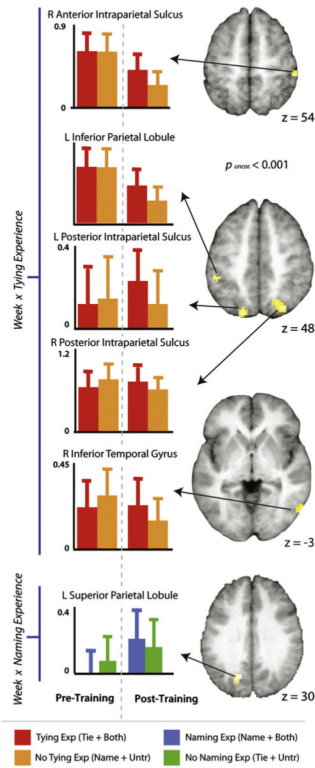 R Anterior Intraparietal Sulcus
0.9
0
z = 54
L Inferior Parietal Lobule
p uncor. < 0.001
L Posterior Intraparietal Sulcus
0.4
0
z = 48
R Posterior Intraparietal Sulcus
1.2
0
R Inferior Temporal Gyrus
0.45
0
z = -3
Week x Tying Experience
L Superior Parietal Lobule
0.4
0
z = 30
Week x Naming Experience
Pre-Training
Post-Training
Tying Exp (Tie + Both)
Naming Exp (Name + Both)
No Tying Exp (Name + Untr)
No Naming Exp (Tie + Untr)